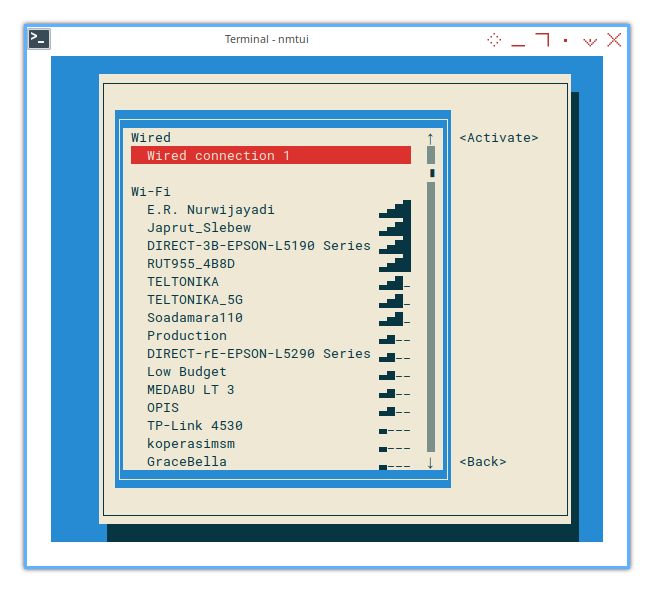 Terminal - nmtui
Wired
<Activate>
Wired connection 1
Wi-Fi
E.R. Nurwijayadi
Japrut_Slebew
DIRECT-3B-EPSON-L5190 Series
RUT955_4B8D
TELTONIKA
TELTONIKA_5G
Soadamara110
Production
DIRECT-rE-EPSON-L5290 Series
Low Budget
MEDABU LT 3
OPIS
TP-Link 4530
koperasimsm
GraceBella
<Back>